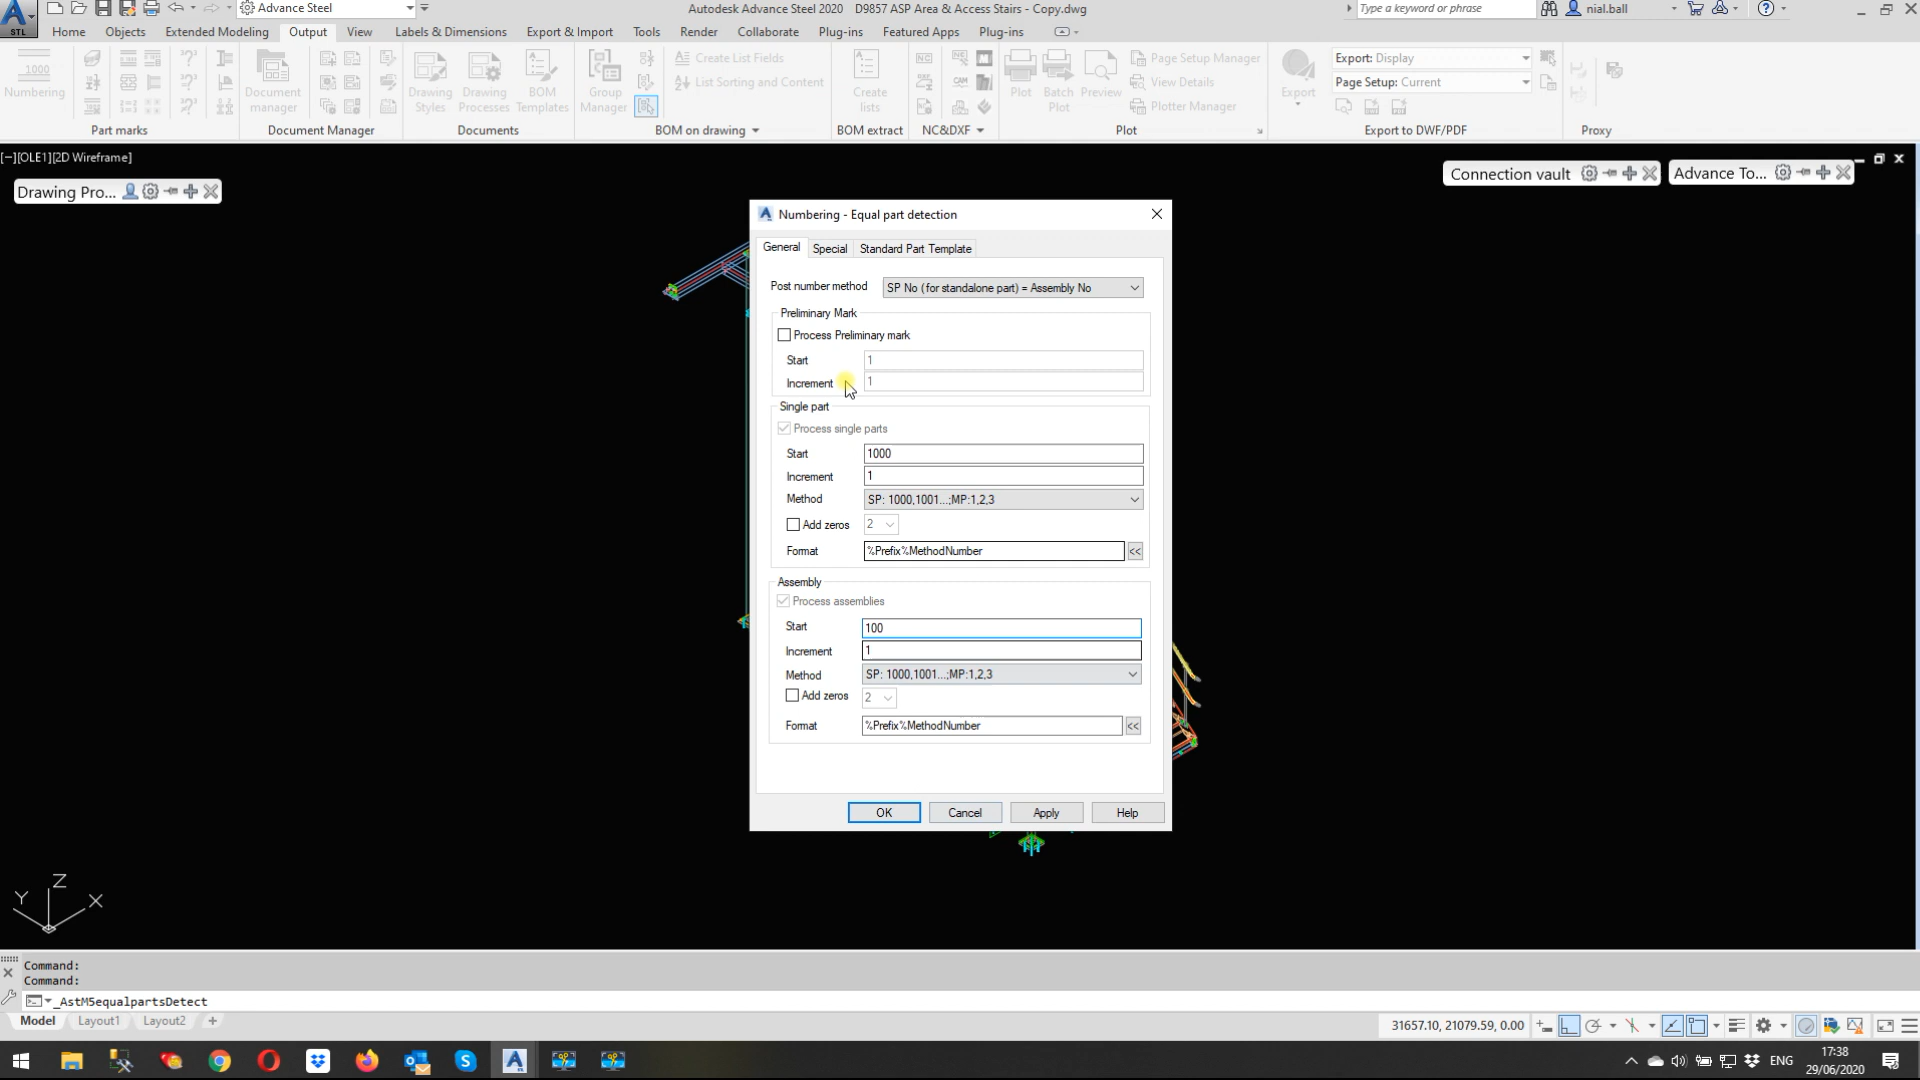 STL
Advance Steel
Autodesk Advance Steel 2020 D9857 ASP Area & Access Stairs - Copy.dwg
Type a keyword or phrase
nial.ball
Home Objects Extended Modeling Output View Labels & Dimensions Export & Import Tools Render Collaborate Plug-ins Featured Apps Plug-ins
Numbering
Document manager
Drawing Styles
Drawing Processes
BOM Templates
Group Manager
Create List Fields
List Sorting and Content
Create lists
NC
CAM
Plot
Batch Plot
Preview
Page Setup Manager
View Details
Plotter Manager
Export
Export: Display
Page Setup: Current
Part marks Document Manager Documents BOM on drawing BOM extract NC&DXF Plot Export to DWF/PDF Proxy
[−][OLE1][2D Wireframe]
Drawing Pro...
Connection vault
Advance To...
Numbering - Equal part detection
General Special Standard Part Template
Post number method SP No (for standalone part) = Assembly No
Preliminary Mark
Process Preliminary mark
Start 1
Increment 1
Single part
Process single parts
Start 1000
Increment 1
Method SP: 1000,1001...;MP:1,2,3
Add zeros 2
Format %Prefix%MethodNumber <<
Assembly
Process assemblies
Start 100
Increment 1
Method SP: 1000,1001...;MP:1,2,3
Add zeros 2
Format %Prefix%MethodNumber <<
OK Cancel Apply Help
Z
Y
X
Command:
Command:
_AstM5equalpartsDetect
Model Layout1 Layout2 +
31657.10, 21079.59, 0.00
ENG
17:38
29/06/2020